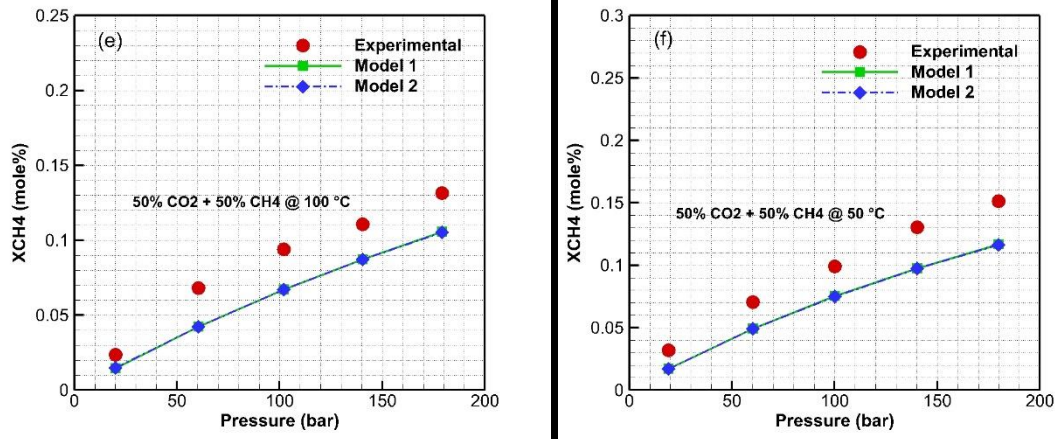 0.25
(e)
Experimental
Model 1
Model 2
0.2
0.15
0.1
0.05
0
XCH4 (mole%)
50% CO2 + 50% CH4 @ 100 °C
0 50 100 150 200
Pressure (bar)
0.3
(f)
Experimental
Model 1
Model 2
0.25
0.2
0.15
0.1
0.05
0
XCH4 (mole%)
50% CO2 + 50% CH4 @ 50 °C
0 50 100 150 200
Pressure (bar)